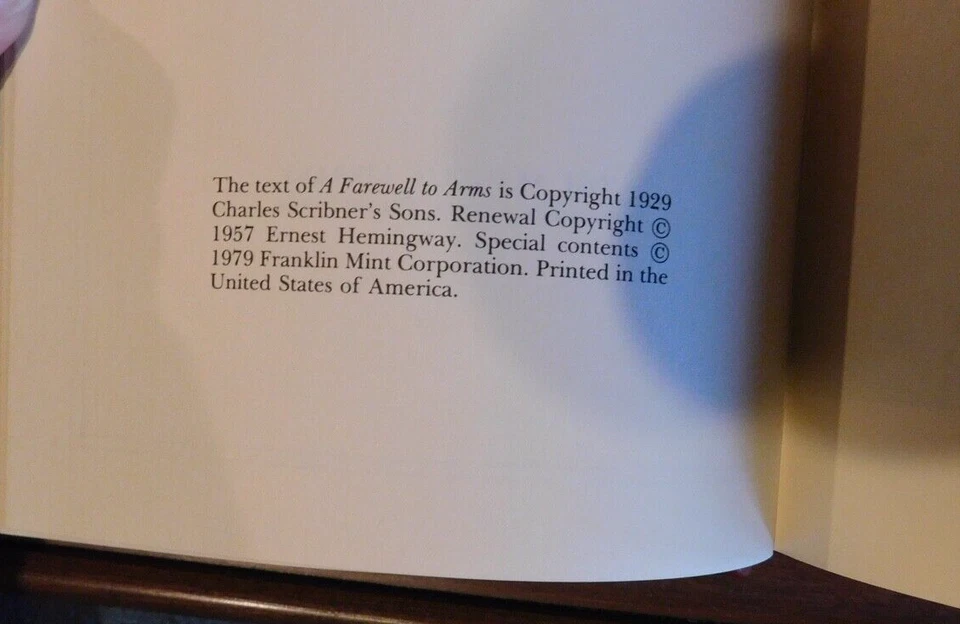 The text of A Farewell to Arms is Copyright 1929
Charles Scribner's Sons. Renewal Copyright ©
1957 Ernest Hemingway. Special contents ©
1979 Franklin Mint Corporation. Printed in the
United States of America.